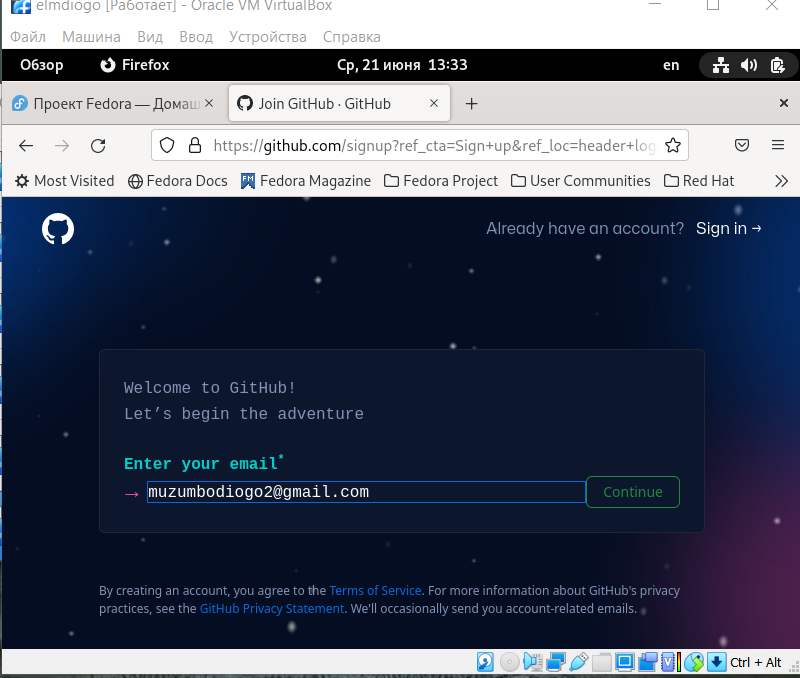 elmdiogo [Работает] - Oracle VM VirtualBox
Файл Машина Вид Ввод Устройства Справка
Обзор Firefox Ср, 21 июня 13:33 en
Проект Fedora — Домаш × Join GitHub · GitHub × + ×
https://github.com/signup?ref_cta=Sign+up&ref_loc=header+log
Most Visited Fedora Docs Fedora Magazine Fedora Project User Communities Red Hat
Already have an account? Sign in →
Welcome to GitHub!
Let’s begin the adventure
Enter your email*
→ muzumbodiogo2@gmail.com Continue
By creating an account, you agree to the Terms of Service. For more information about GitHub's privacy
practices, see the GitHub Privacy Statement. We'll occasionally send you account-related emails.
Ctrl + Alt